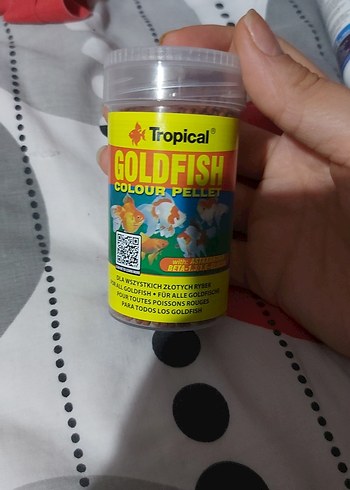 Tropical®
GOLDFISH
COLOUR PELLET
with
DLA WSZYSTKICH ZŁOTYCH RYBEK
FOR ALL GOLDFISH • FÜR ALLE GOLDFISCHE
POUR TOUTES POISSONS ROUGES
PARA TODOS LOS GOLDFISH